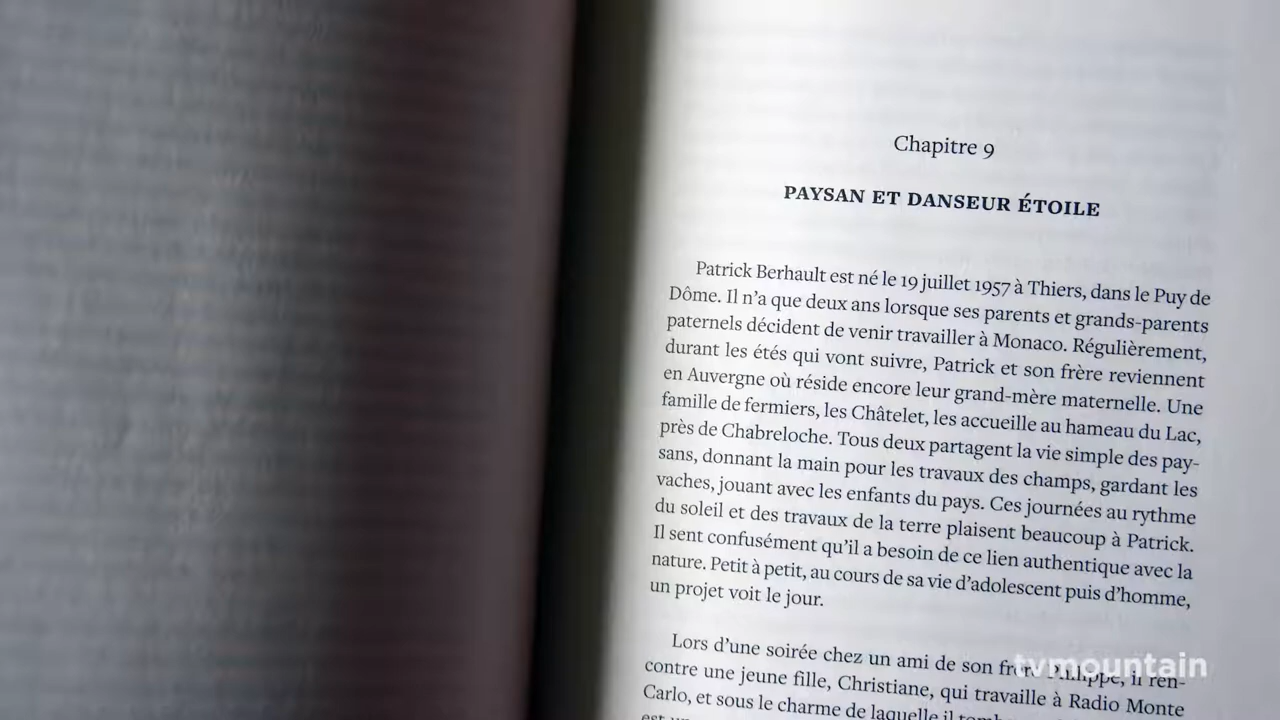 Chapitre 9
PAYSAN ET DANSEUR ÉTOILE
Patrick Berhault est né le 19 juillet 1957 à Thiers, dans le Puy de
Dôme. Il n’a que deux ans lorsque ses parents et grands-parents
paternels décident de venir travailler à Monaco. Régulièrement,
durant les étés qui vont suivre, Patrick et son frère reviennent
en Auvergne où réside encore leur grand-mère maternelle. Une
famille de fermiers, les Châtelet, les accueille au hameau du Lac,
près de Chabreloche. Tous deux partagent la vie simple des pay-
sans, donnant la main pour les travaux des champs, gardant les
vaches, jouant avec les enfants du pays. Ces journées au rythme
du soleil et des travaux de la terre plaisent beaucoup à Patrick.
Il sent confusément qu’il a besoin de ce lien authentique avec la
nature. Petit à petit, au cours de sa vie d’adolescent puis d’homme,
un projet voit le jour.
Lors d’une soirée chez un ami de son frère Philippe, il ren-
contre une jeune fille, Christiane, qui travaille à Radio Monte
Carlo, et sous le charme de laquelle il
tvmountain